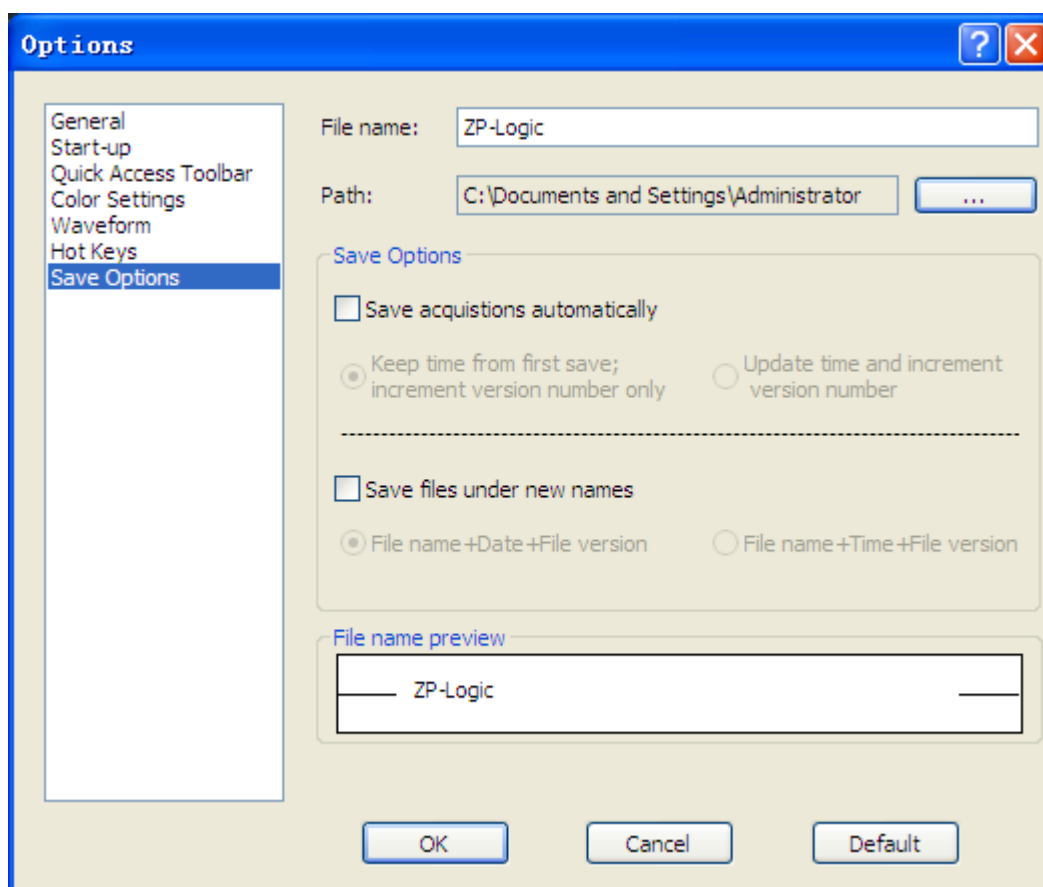 Options
General
Start-up
Quick Access Toolbar
Color Settings
Waveform
Hot Keys
Save Options
File name:
ZP-Logic
Path:
C:\Documents and Settings\Administrator
...
Save Options
Save acquistions automatically
Keep time from first save;
increment version number only
Update time and increment
version number
Save files under new names
File name+Date+File version
File name+Time+File version
File name preview
ZP-Logic
OK
Cancel
Default